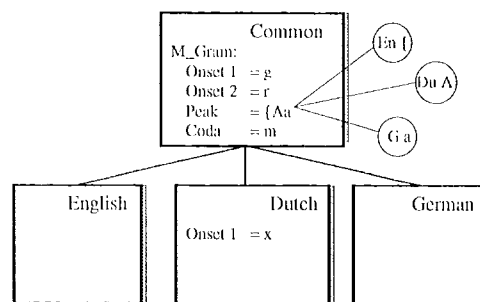 Common
M_Gram:
Onset 1 = g
Onset 2 = r
Peak = {Aa
Coda = m
En {
Du A
G a
English
Dutch
German
Onset 1 = x